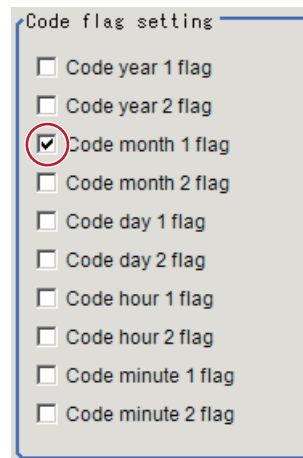 Code flag setting
Code year 1 flag
Code year 2 flag
Code month 1 flag
Code month 2 flag
Code day 1 flag
Code day 2 flag
Code hour 1 flag
Code hour 2 flag
Code minute 1 flag
Code minute 2 flag